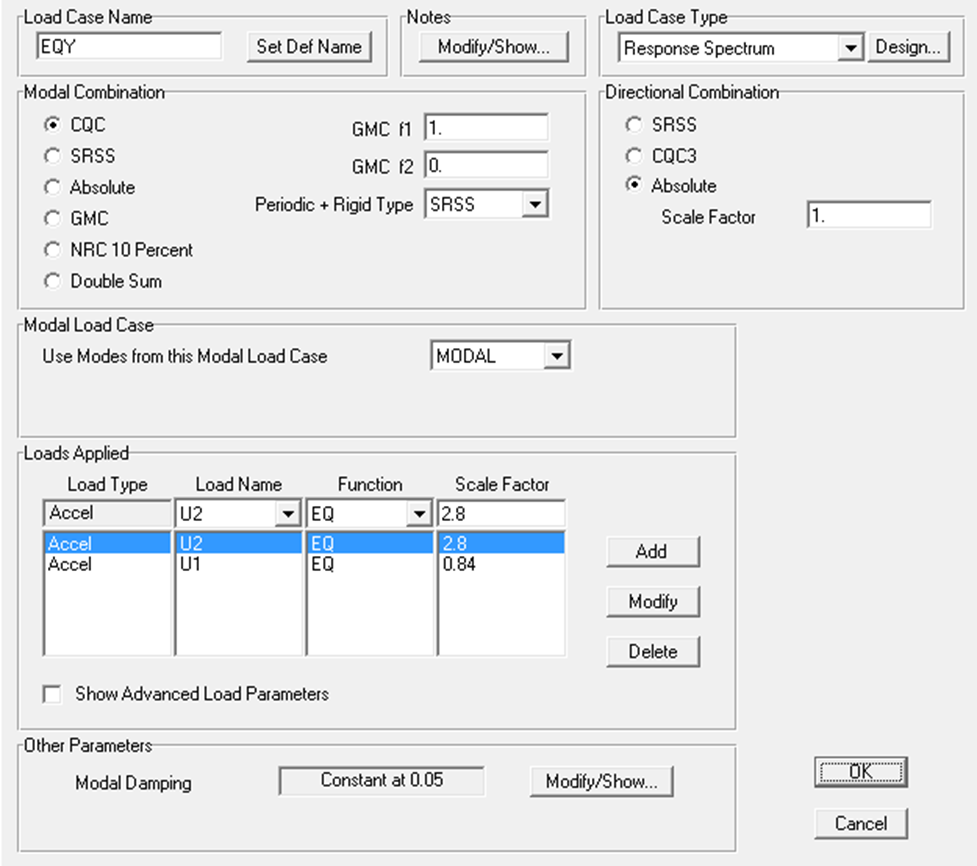 Load Case Name
EQY
Set Def Name
Notes
Modify/Show...
Load Case Type
Response Spectrum
Design...
Modal Combination
CQC
SRSS
Absolute
GMC
NRC 10 Percent
Double Sum
GMC f1
1.
GMC f2
0.
Periodic + Rigid Type
SRSS
Directional Combination
SRSS
CQC3
Absolute
Scale Factor
1.
Modal Load Case
Use Modes from this Modal Load Case
MODAL
Loads Applied
Load Type Load Name Function Scale Factor
Accel U2 EQ 2.8
Accel U2 EQ 2.8
Accel U1 EQ 0.84
Add
Modify
Delete
Show Advanced Load Parameters
Other Parameters
Modal Damping
Constant at 0.05
Modify/Show...
OK
Cancel